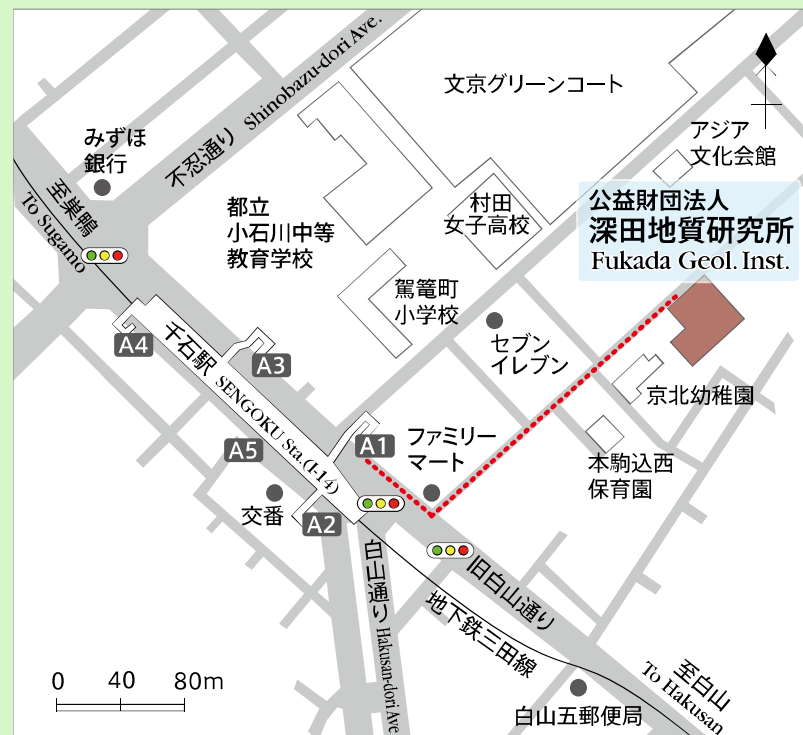 不忍通り Shinobazu-dori Ave.
文京グリーンコート
みずほ
銀行
アジア
文化会館
至巣鴨
To Sugamo
都立
小石川中等
教育学校
村田
女子高校
公益財団法人
深田地質研究所
Fukada Geol. Inst.
駕籠町
小学校
A4
千石駅 SENGOKU Sta.(I-14)
A3
セブン
イレブン
京北幼稚園
A1
ファミリー
マート
A5
本駒込西
保育園
交番
A2
白山通り Hakusan-dori Ave
旧白山通り
地下鉄三田線
至白山
To Hakusan
白山五郵便局
0 40 80m